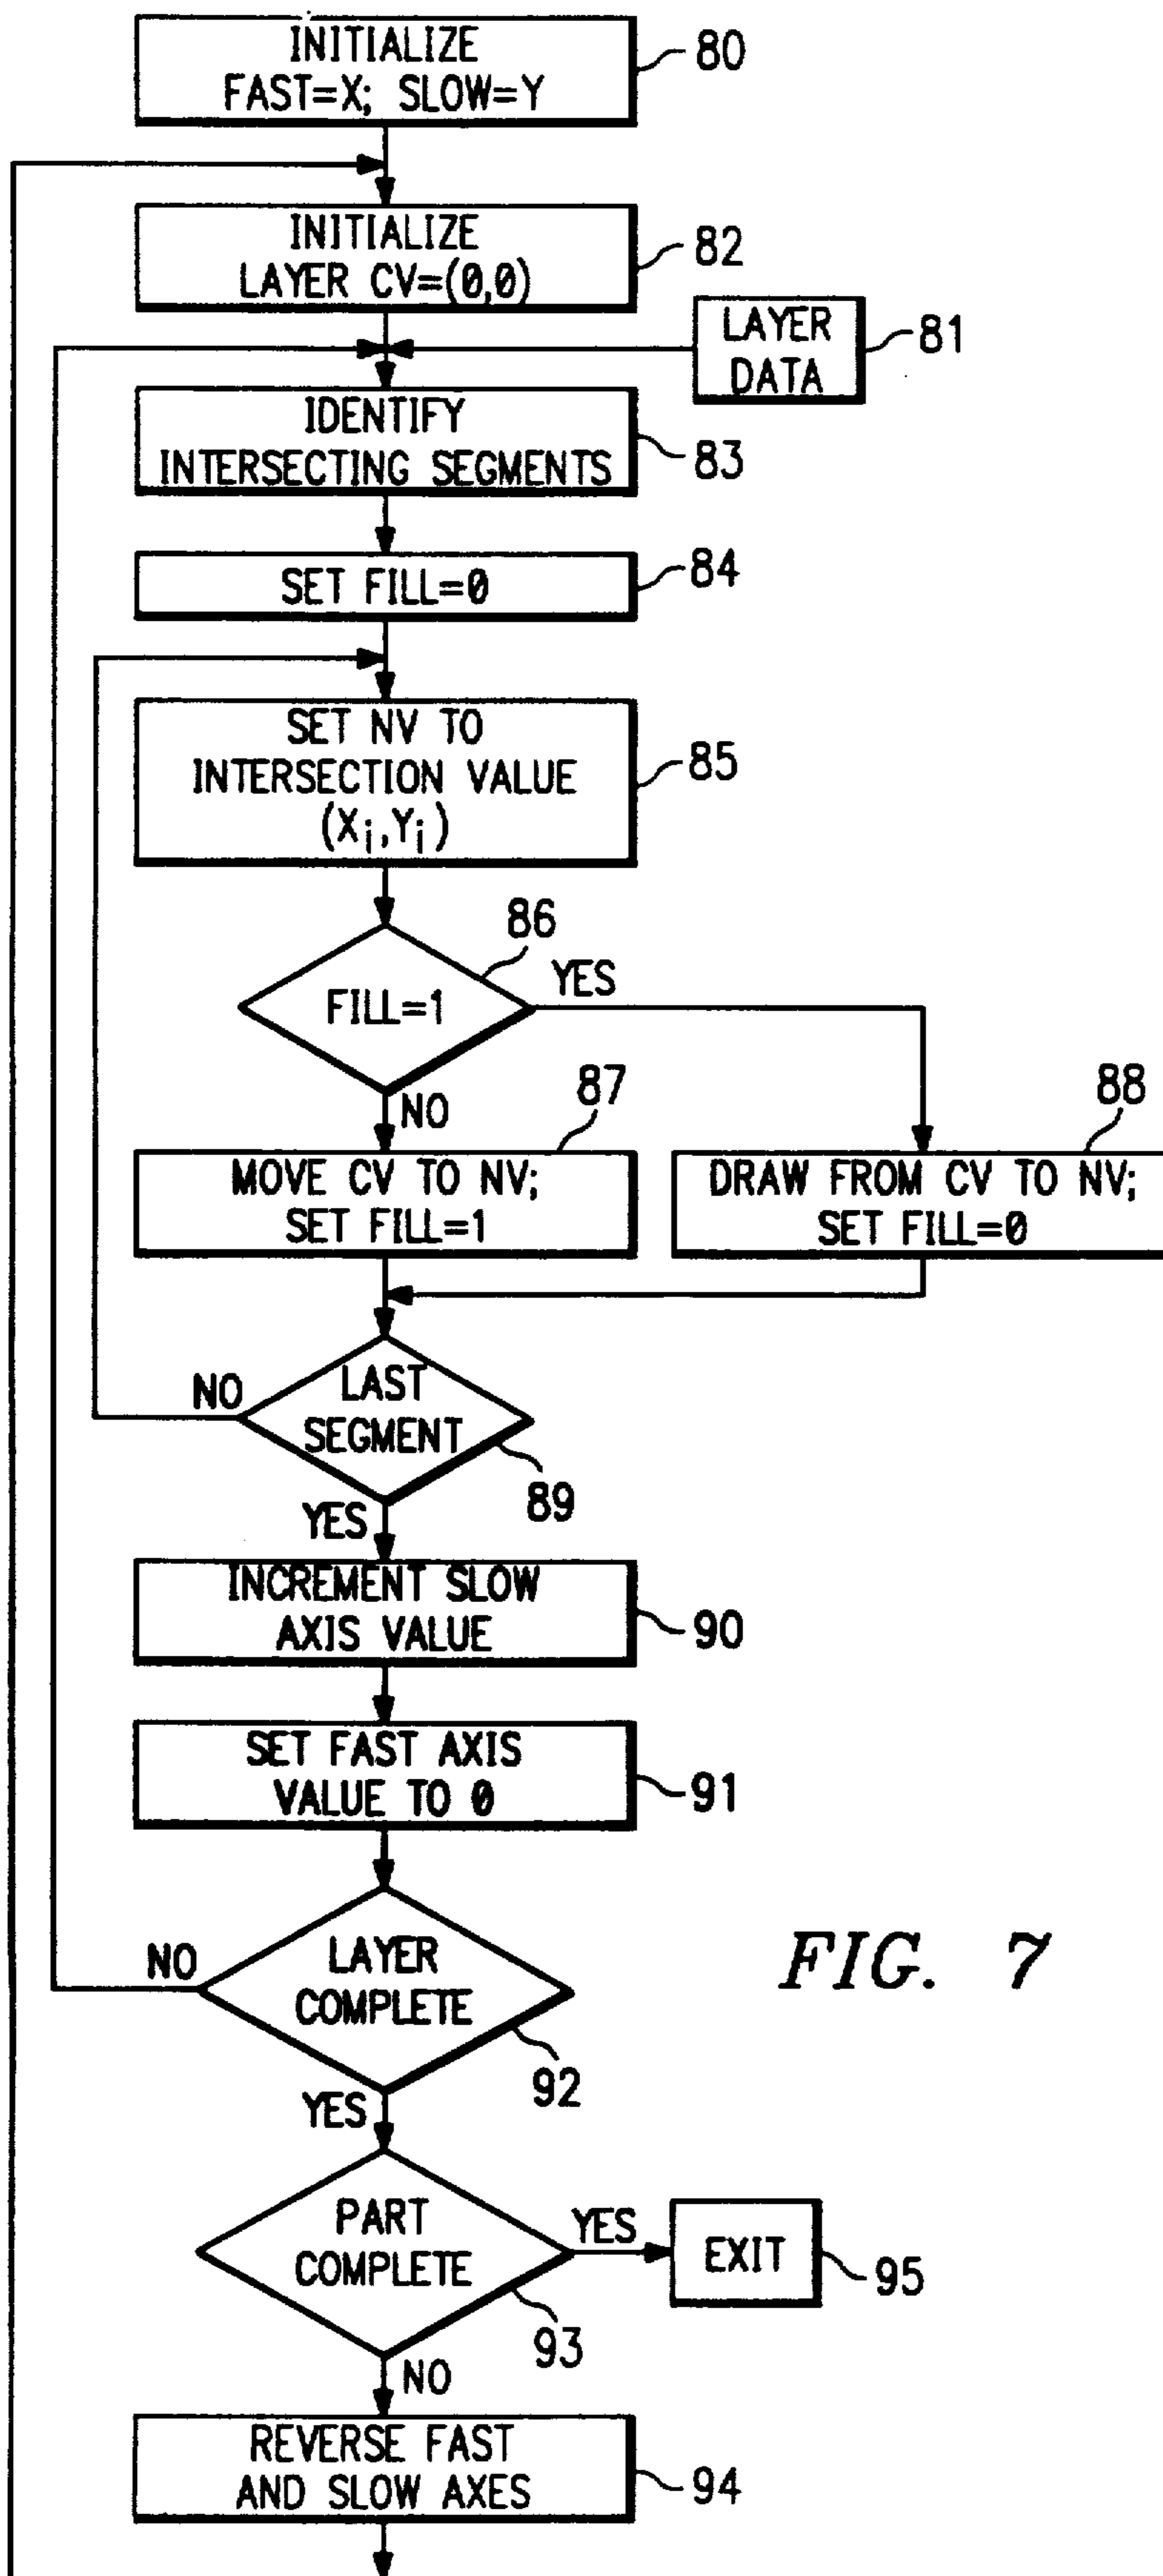 INITIALIZE
FAST=X; SLOW=Y
80
INITIALIZE
LAYER CV=(0,0)
82
LAYER
DATA
81
IDENTIFY
INTERSECTING SEGMENTS
83
SET FILL=0
84
SET NV TO
INTERSECTION VALUE
(Xi,Yi)
85
86
FILL=1
YES
NO
87
88
MOVE CV TO NV;
SET FILL=1
DRAW FROM CV TO NV;
SET FILL=0
LAST
SEGMENT
NO
89
YES
INCREMENT SLOW
AXIS VALUE
90
SET FAST AXIS
VALUE TO 0
91
NO
LAYER
COMPLETE
FIG. 7
92
YES
PART
COMPLETE
YES
EXIT
95
93
NO
REVERSE FAST
AND SLOW AXES
94